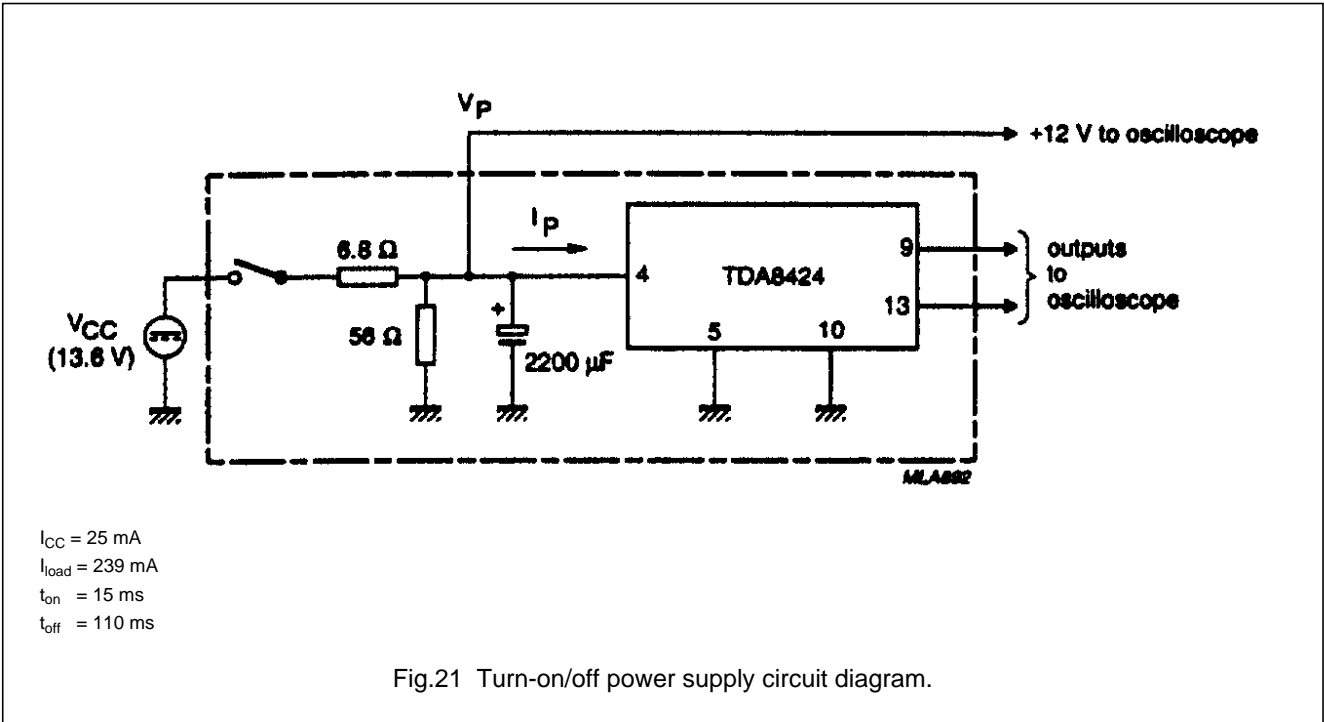 VP
+12 V to oscilloscope
IP
6.8 Ω
4
TDA8424
9
outputs
to
oscilloscope
13
VCC
(13.6 V)
56 Ω
+
2200 µF
5
10
MLA892
ICC = 25 mA
Iload = 239 mA
ton = 15 ms
toff = 110 ms
Fig.21 Turn-on/off power supply circuit diagram.